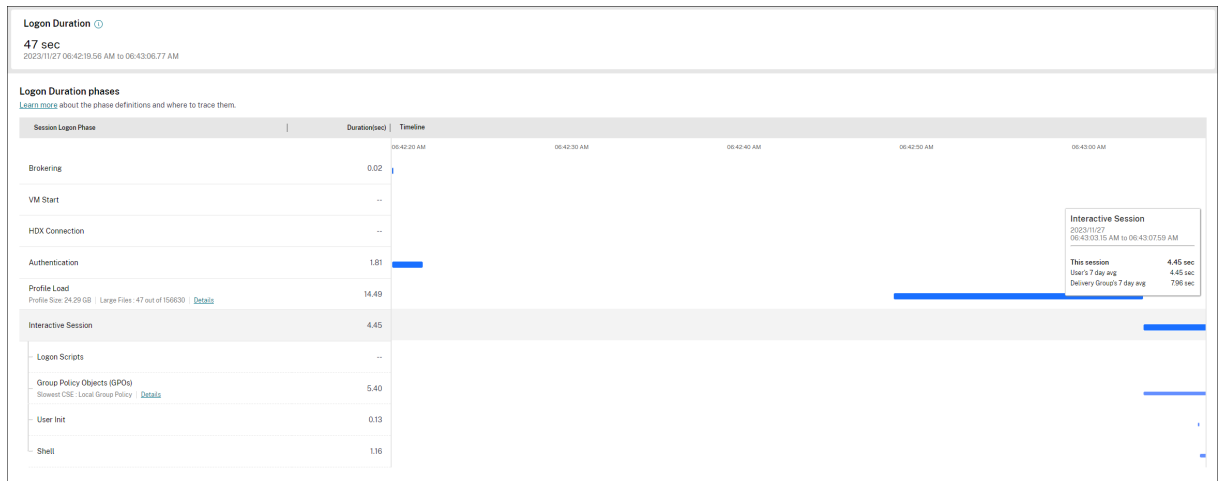 Logon Duration
47 sec
2023/11/27 06:42:19.56 AM to 06:43:06.77 AM
Logon Duration phases
Learn more about the phase definitions and where to trace them.
Session Logon Phase | Duration(sec) | Timeline
06:42:20 AM 06:42:30 AM 06:42:40 AM 06:42:50 AM 06:43:00 AM
Brokering 0.02
VM Start --
HDX Connection --
Interactive Session
2023/11/27
06:43:03.15 AM to 06:43:07.59 AM
This session 4.45 sec
User's 7 day avg 4.45 sec
Delivery Group's 7 day avg 7.96 sec
Authentication 1.81
Profile Load 14.49
Profile Size: 24.29 GB | Large Files : 47 out of 156630 | Details
Interactive Session 4.45
Logon Scripts --
Group Policy Objects (GPOs) 5.40
Slowest CSE : Local Group Policy | Details
User Init 0.13
Shell 1.16